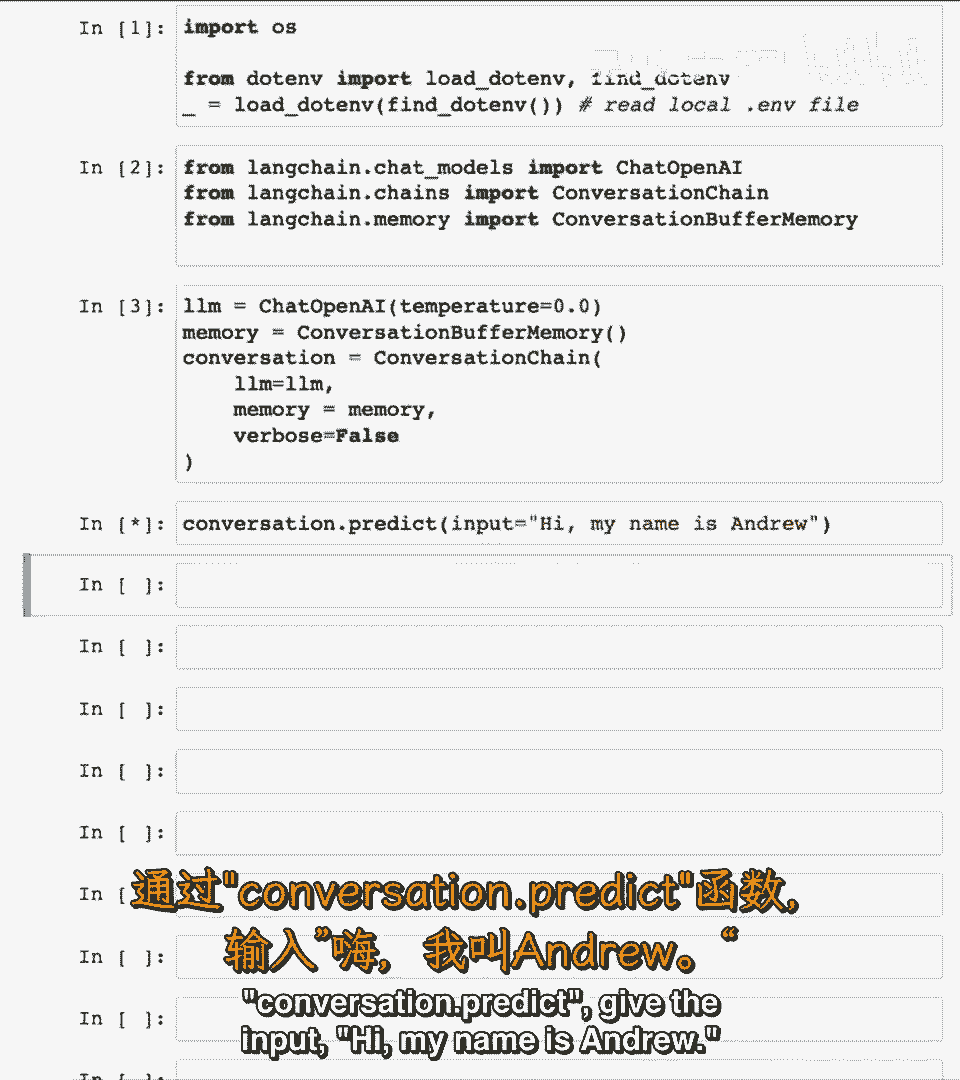 In [1]: import os
from dotenv import load_dotenv, find_dotenv
_ = load_dotenv(find_dotenv()) # read local .env file
In [2]: from langchain.chat_models import ChatOpenAI
from langchain.chains import ConversationChain
from langchain.memory import ConversationBufferMemory
In [3]: llm = ChatOpenAI(temperature=0.0)
memory = ConversationBufferMemory()
conversation = ConversationChain(
    llm=llm,
    memory = memory,
    verbose=False
)
In [*]: conversation.predict(input="Hi, my name is Andrew")
In [ ]:
In [ ]:
In [ ]:
In [ ]:
In [ ]:
In [
通过"conversation.predict"函数,
In [ ]:
输入”嗨，我叫Andrew。“
In [ ]:
"conversation.predict", give the
input, "Hi, my name is Andrew."
In [ ]: